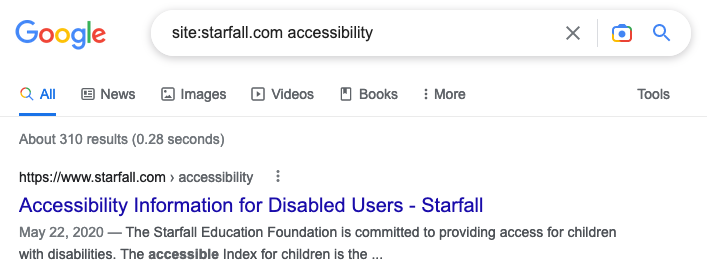 Google
site:starfall.com accessibility
All News Images Videos Books More Tools
About 310 results (0.28 seconds)
https://www.starfall.com › accessibility
Accessibility Information for Disabled Users - Starfall
May 22, 2020 — The Starfall Education Foundation is committed to providing access for children
with disabilities. The accessible Index for children is the ...